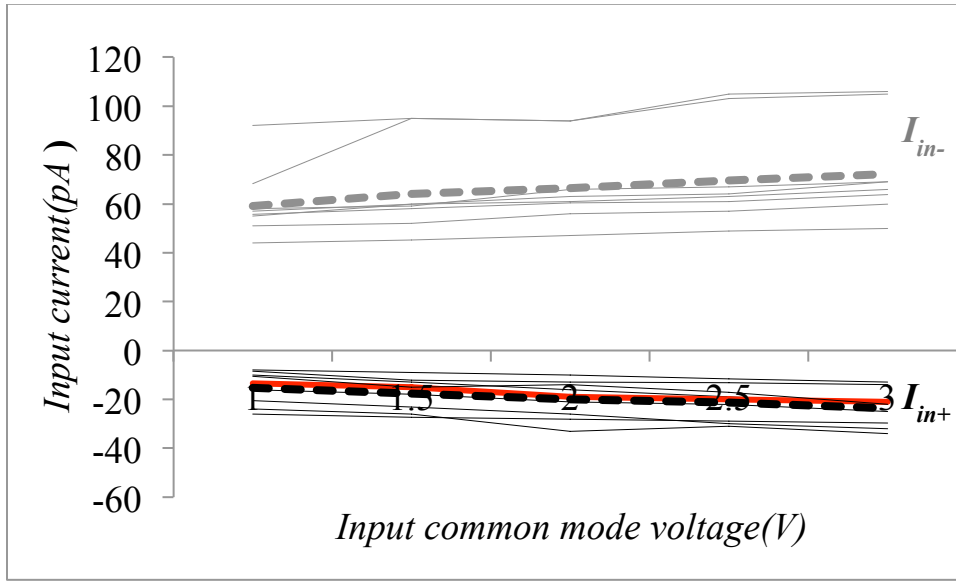 120
100
80
60
40
20
0
-20
-40
-60
Input current(pA)
1 1.5 2 2.5 3
Input common mode voltage(V)
I_in-
I_in+